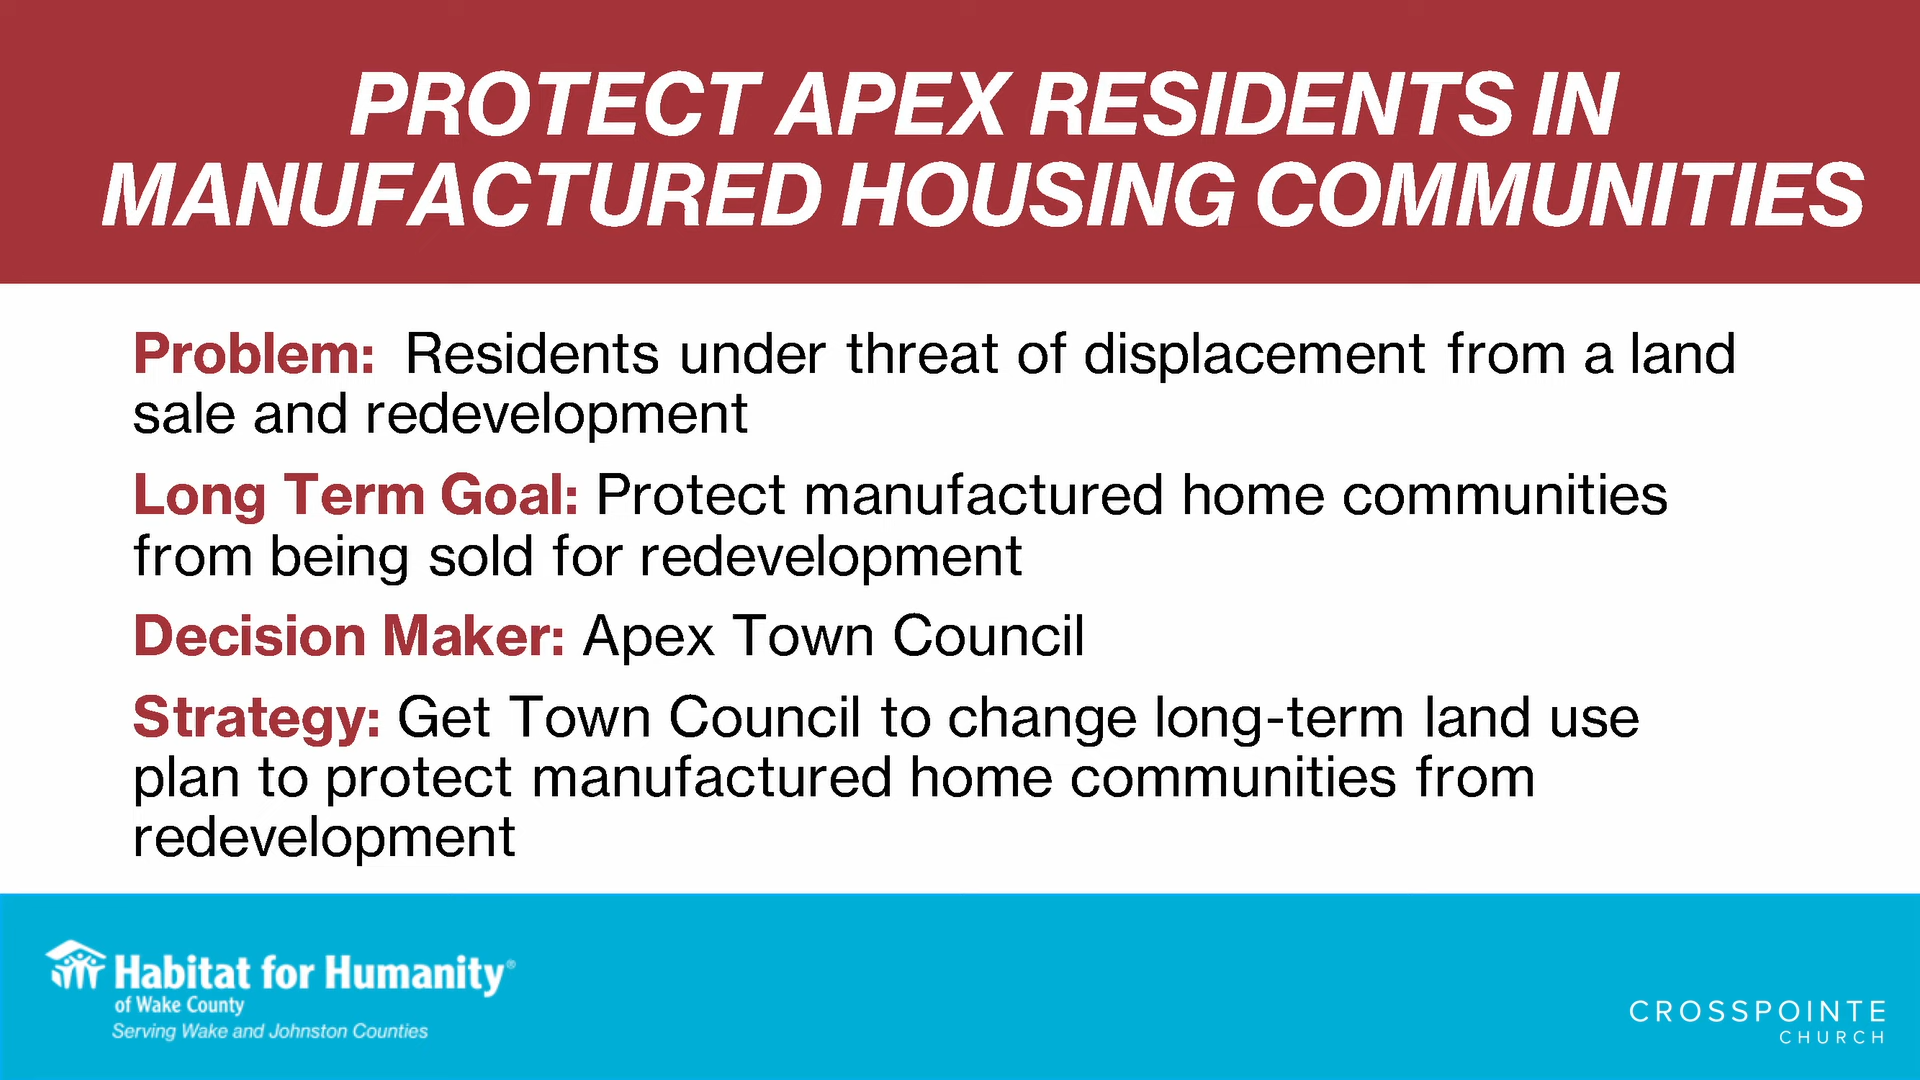 PROTECT APEX RESIDENTS IN
MANUFACTURED HOUSING COMMUNITIES
Problem: Residents under threat of displacement from a land
sale and redevelopment
Long Term Goal: Protect manufactured home communities
from being sold for redevelopment
Decision Maker: Apex Town Council
Strategy: Get Town Council to change long-term land use
plan to protect manufactured home communities from
redevelopment
Habitat for Humanity®
of Wake County
Serving Wake and Johnston Counties
CROSSPOINTE
CHURCH